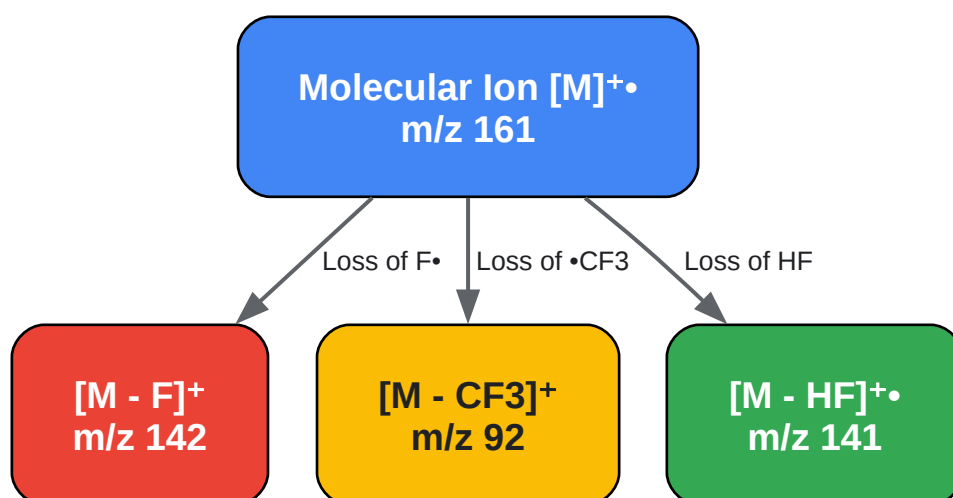 Molecular Ion [M]⁺•
m/z 161
Loss of F•
Loss of •CF3
Loss of HF
[M - F]⁺
m/z 142
[M - CF3]⁺
m/z 92
[M - HF]⁺•
m/z 141